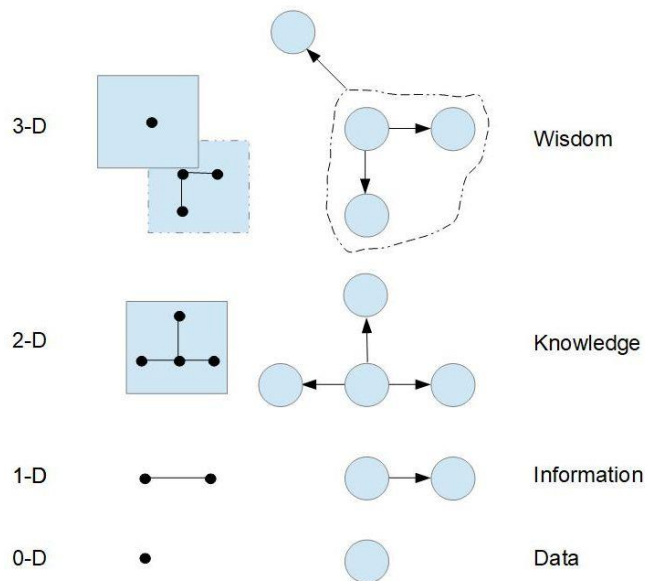 3-D
Wisdom
2-D
Knowledge
1-D
Information
0-D
Data